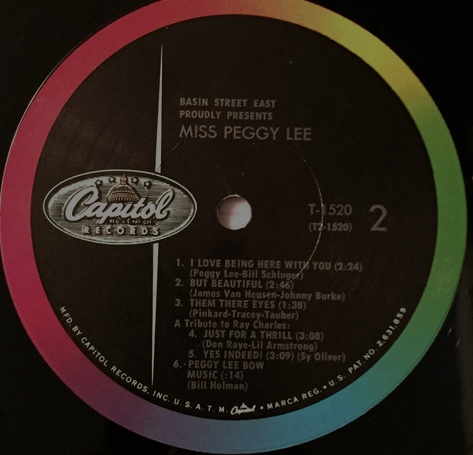 BASIN STREET EAST
PROUDLY PRESENTS
MISS PEGGY LEE
Capitol
RECORDS
T-1520
(T2-1520)
2
1. I LOVE BEING HERE WITH YOU (2:24)
(Peggy Lee-Bill Schluger)
2. BUT BEAUTIFUL (2:46)
(James Van Heusen-Johnny Burke)
3. THEM THERE EYES (1:38)
(Pinkard-Tracey-Tauber)
A Tribute to Ray Charles:
4. JUST FOR A THRILL (3:08)
(Don Raye-Lil Armstrong)
5. YES INDEED! (3:09) (Sy Oliver)
6. PEGGY LEE BOW
MUSIC (:14)
(Bill Holman)
MFD. BY CAPITOL RECORDS, INC. U.S.A. T.M. Capitol • MARCA REG. • U.S. PAT. NO. 2,631,859